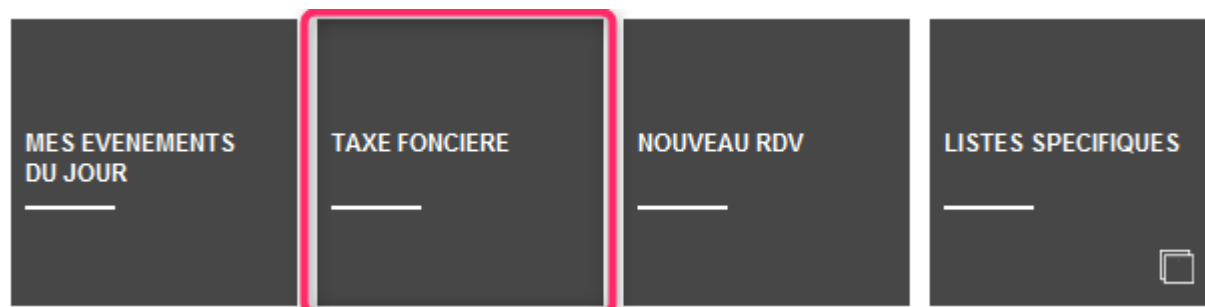 MES EVENEMENTS
DU JOUR
TAXE FONCIERE
NOUVEAU RDV
LISTES SPECIFIQUES